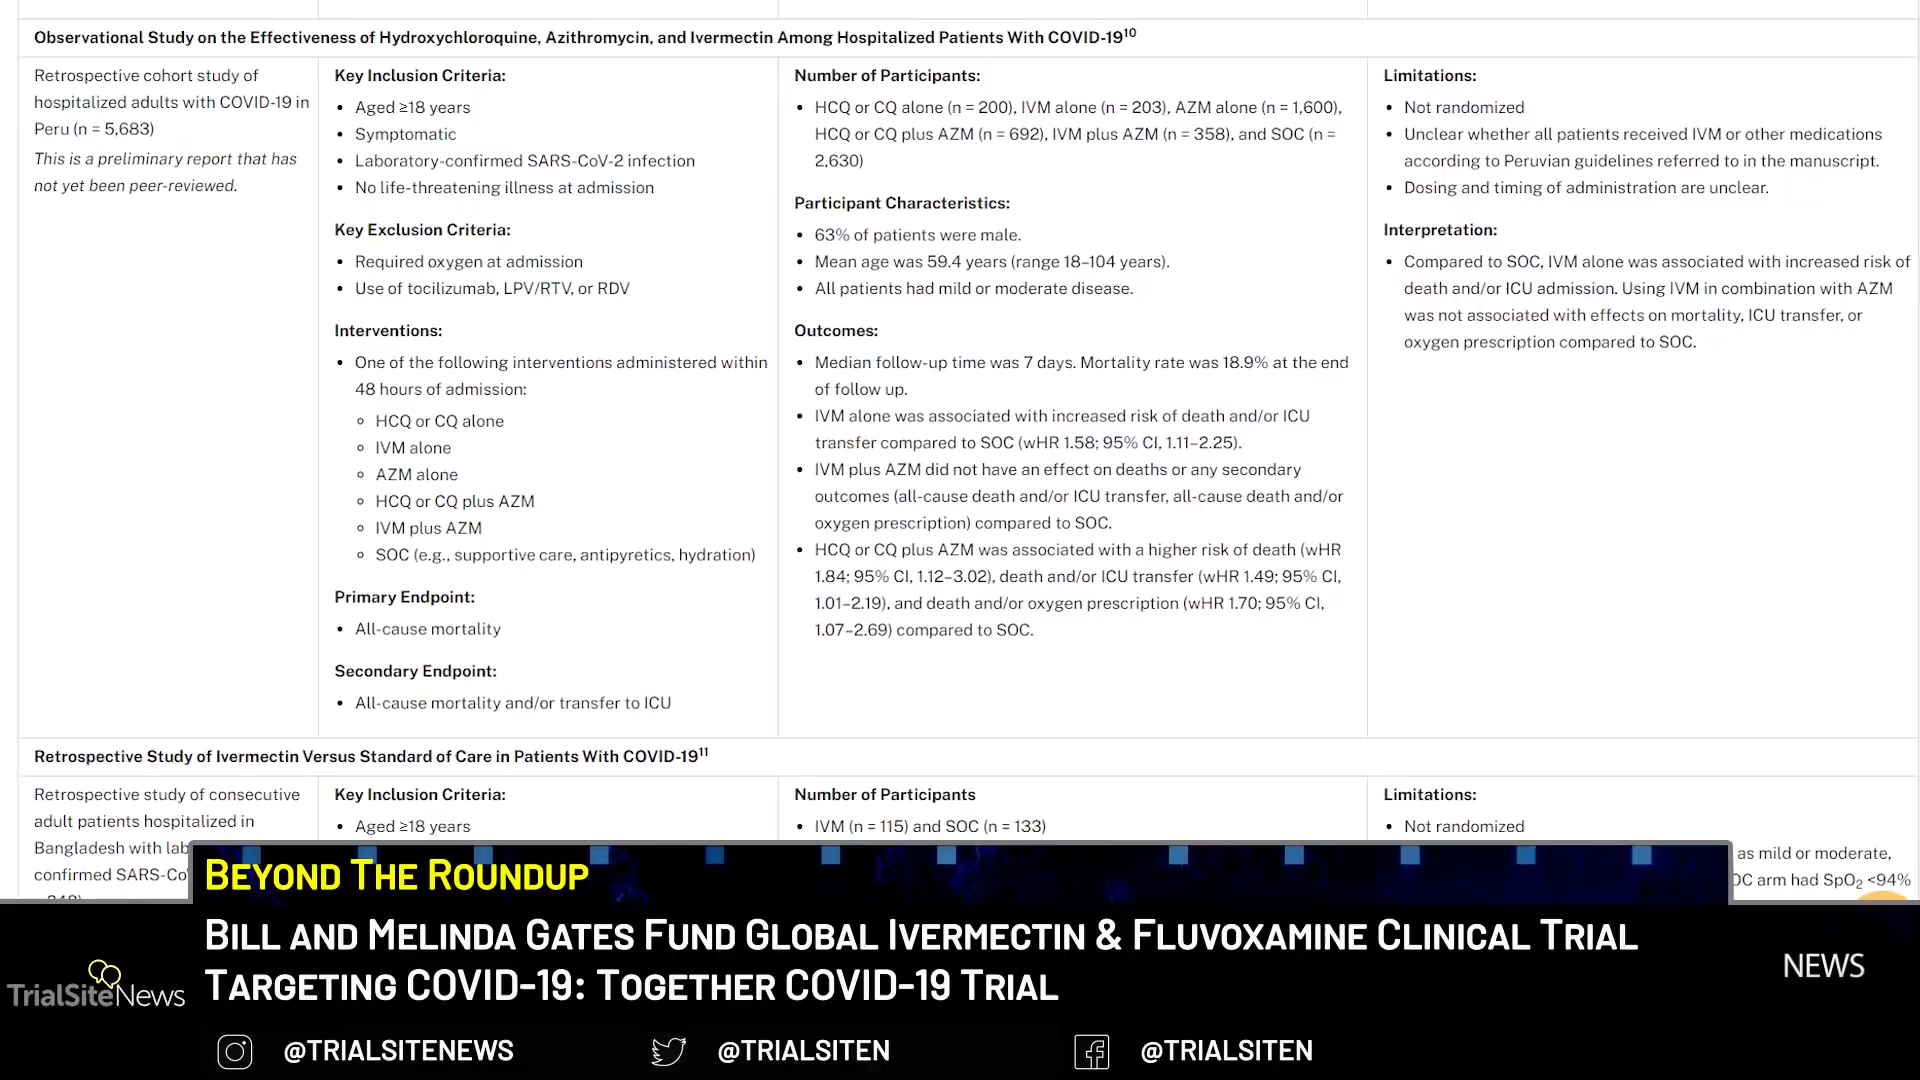 Observational Study on the Effectiveness of Hydroxychloroquine, Azithromycin, and Ivermectin Among Hospitalized Patients With COVID-19¹⁰
Retrospective cohort study of
hospitalized adults with COVID-19 in
Peru (n = 5,683)
This is a preliminary report that has
not yet been peer-reviewed.
Key Inclusion Criteria:
• Aged ≥18 years
• Symptomatic
• Laboratory-confirmed SARS-CoV-2 infection
• No life-threatening illness at admission
Key Exclusion Criteria:
• Required oxygen at admission
• Use of tocilizumab, LPV/RTV, or RDV
Interventions:
• One of the following interventions administered within
48 hours of admission:
◦ HCQ or CQ alone
◦ IVM alone
◦ AZM alone
◦ HCQ or CQ plus AZM
◦ IVM plus AZM
◦ SOC (e.g., supportive care, antipyretics, hydration)
Primary Endpoint:
• All-cause mortality
Secondary Endpoint:
• All-cause mortality and/or transfer to ICU
Number of Participants:
• HCQ or CQ alone (n = 200), IVM alone (n = 203), AZM alone (n = 1,600),
HCQ or CQ plus AZM (n = 692), IVM plus AZM (n = 358), and SOC (n =
2,630)
Participant Characteristics:
• 63% of patients were male.
• Mean age was 59.4 years (range 18–104 years).
• All patients had mild or moderate disease.
Outcomes:
• Median follow-up time was 7 days. Mortality rate was 18.9% at the end
of follow up.
• IVM alone was associated with increased risk of death and/or ICU
transfer compared to SOC (wHR 1.58; 95% CI, 1.11–2.25).
• IVM plus AZM did not have an effect on deaths or any secondary
outcomes (all-cause death and/or ICU transfer, all-cause death and/or
oxygen prescription) compared to SOC.
• HCQ or CQ plus AZM was associated with a higher risk of death (wHR
1.84; 95% CI, 1.12–3.02), death and/or ICU transfer (wHR 1.49; 95% CI,
1.01–2.19), and death and/or oxygen prescription (wHR 1.70; 95% CI,
1.07–2.69) compared to SOC.
Limitations:
• Not randomized
• Unclear whether all patients received IVM or other medications
according to Peruvian guidelines referred to in the manuscript.
• Dosing and timing of administration are unclear.
Interpretation:
• Compared to SOC, IVM alone was associated with increased risk of
death and/or ICU admission. Using IVM in combination with AZM
was not associated with effects on mortality, ICU transfer, or
oxygen prescription compared to SOC.
Retrospective Study of Ivermectin Versus Standard of Care in Patients With COVID-19¹¹
Retrospective study of consecutive
adult patients hospitalized in
Bangladesh with lab
confirmed SARS-Co
Key Inclusion Criteria:
• Aged ≥18 years
Number of Participants
• IVM (n = 115) and SOC (n = 133)
Limitations:
• Not randomized
as mild or moderate,
OC arm had SpO₂ <94%
BEYOND THE ROUNDUP
BILL AND MELINDA GATES FUND GLOBAL IVERMECTIN & FLUVOXAMINE CLINICAL TRIAL
TARGETING COVID-19: TOGETHER COVID-19 TRIAL
TrialSiteNews
NEWS
@TRIALSITENEWS
@TRIALSITEN
@TRIALSITEN